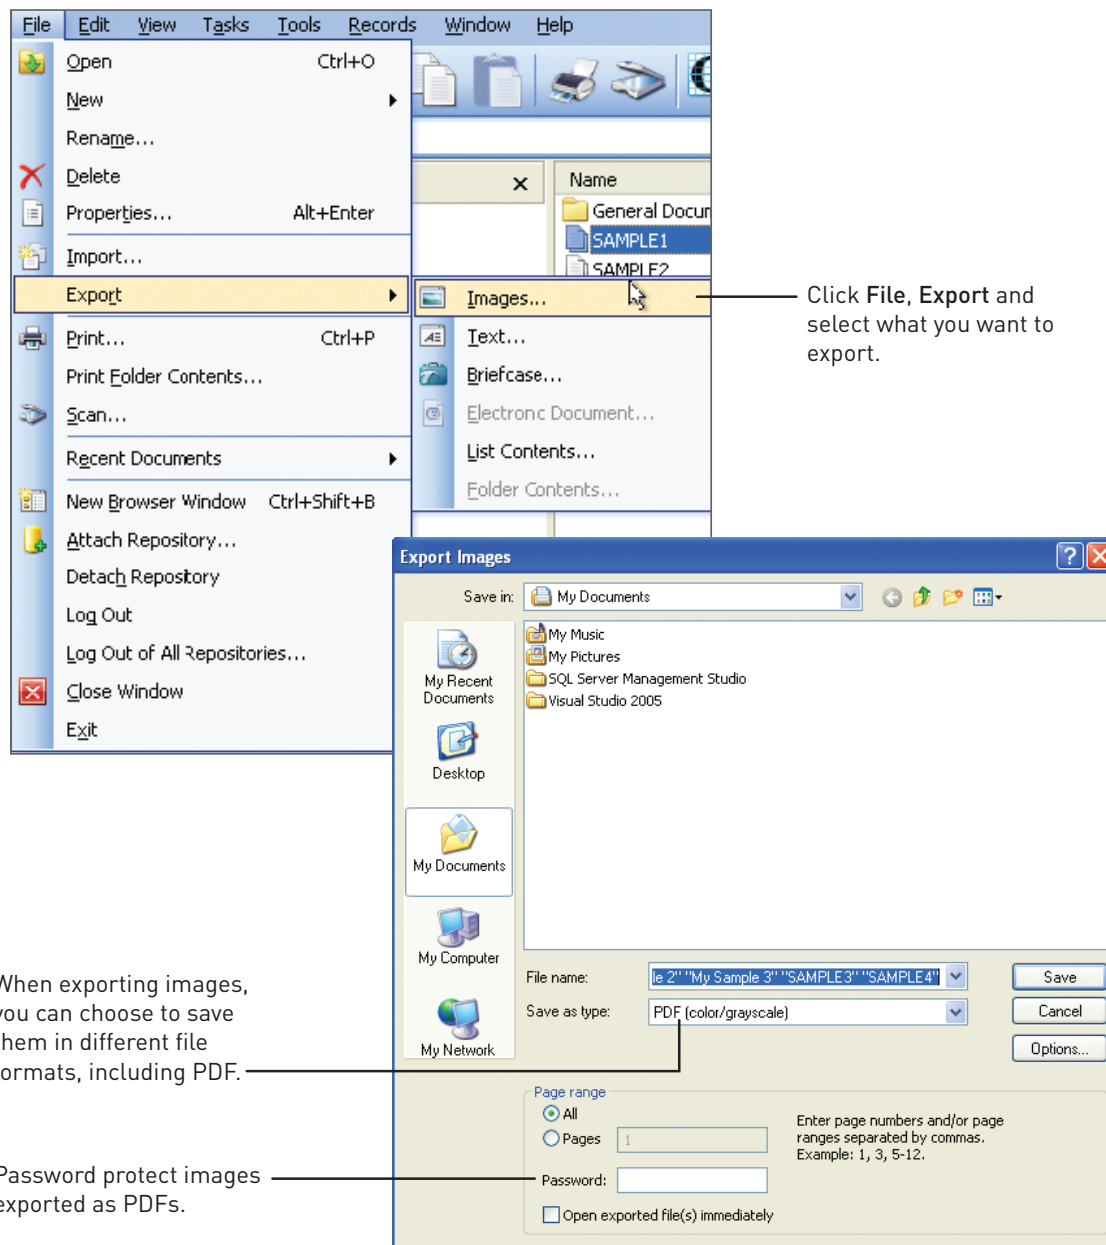 File Edit View Tasks Tools Records Window Help
Open Ctrl+O
New
Rename...
Delete
Properties... Alt+Enter
Import...
Export
Print... Ctrl+P
Print Folder Contents...
Scan...
Recent Documents
New Browser Window Ctrl+Shift+B
Attach Repository...
Detach Repository
Log Out
Log Out of All Repositories...
Close Window
Exit
Name
General Docur
SAMPLE1
SAMPLE2
Images...
Text...
Briefcase...
Electronc Document...
List Contents...
Folder Contents...
Click File, Export and
select what you want to
export.
Export Images
Save in: My Documents
My Recent
Documents
Desktop
My Documents
My Computer
My Network
My Music
My Pictures
SQL Server Management Studio
Visual Studio 2005
File name: le 2" "My Sample 3" "SAMPLE3" "SAMPLE4"
Save
Save as type: PDF (color/grayscale)
Cancel
Options...
When exporting images,
you can choose to save
them in different file
formats, including PDF.
Page range
All
Pages 1
Enter page numbers and/or page
ranges separated by commas.
Example: 1, 3, 5-12.
Password:
Open exported file(s) immediately
Password protect images
exported as PDFs.